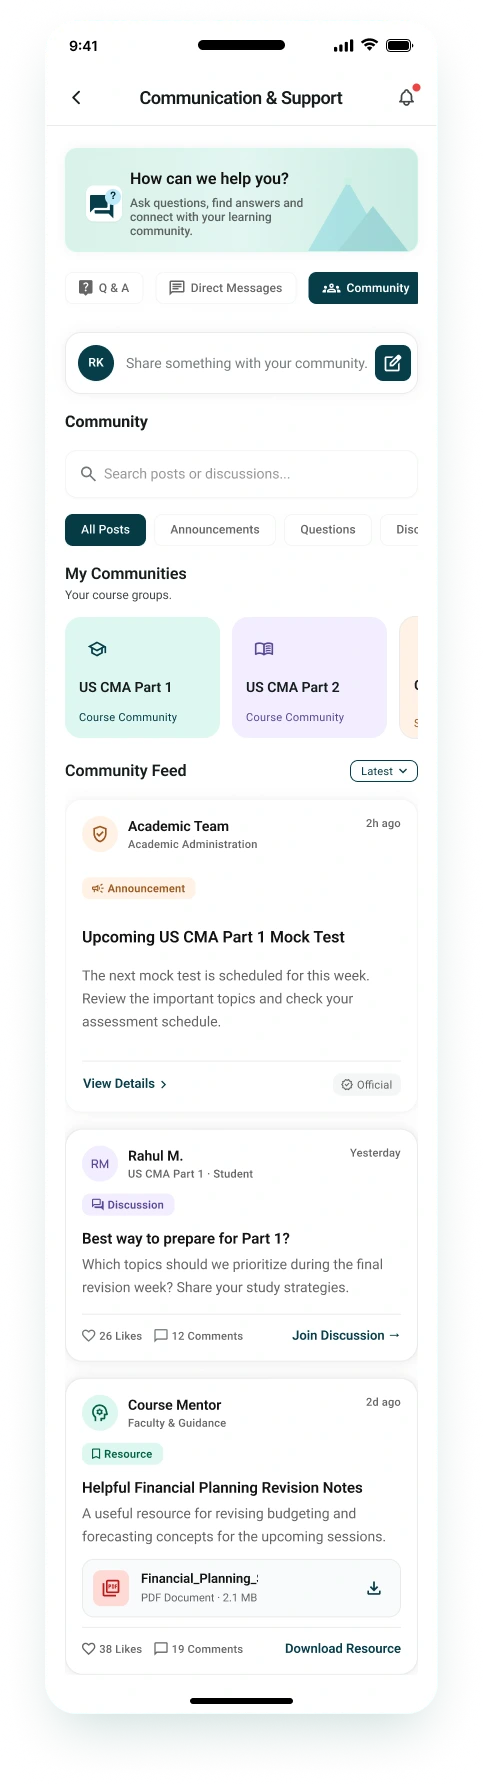 9:41
Communication & Support
How can we help you?
Ask questions, find answers and
connect with your learning
community.
Q & A
Direct Messages
Community
RK
Share something with your community.
Community
Search posts or discussions...
All Posts
Announcements
Questions
Disc
My Communities
Your course groups.
US CMA Part 1
Course Community
US CMA Part 2
Course Community
Community Feed
Latest
Academic Team
2h ago
Academic Administration
Announcement
Upcoming US CMA Part 1 Mock Test
The next mock test is scheduled for this week.
Review the important topics and check your
assessment schedule.
View Details
Official
RM
Rahul M.
Yesterday
US CMA Part 1 · Student
Discussion
Best way to prepare for Part 1?
Which topics should we prioritize during the final
revision week? Share your study strategies.
26 Likes
12 Comments
Join Discussion →
Course Mentor
2d ago
Faculty & Guidance
Resource
Helpful Financial Planning Revision Notes
A useful resource for revising budgeting and
forecasting concepts for the upcoming sessions.
PDF
Financial_Planning_
PDF Document · 2.1 MB
38 Likes
19 Comments
Download Resource